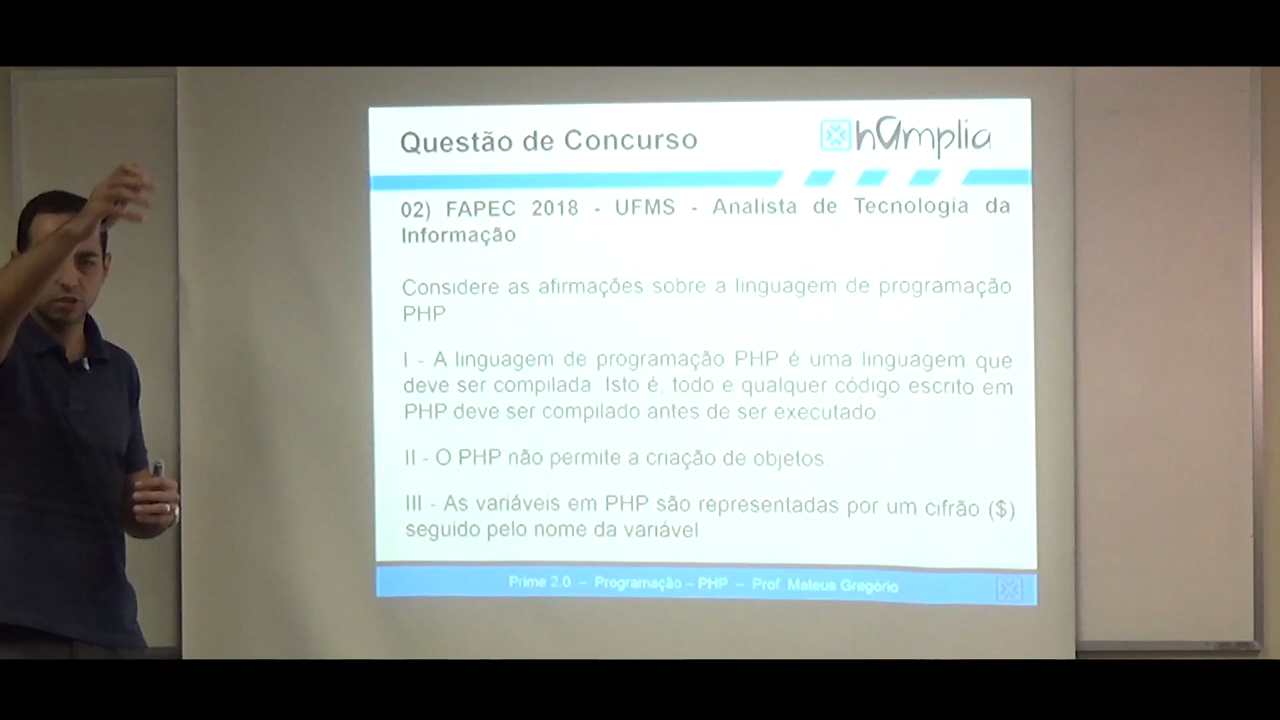 Questão de Concurso
hamplia
02) FAPEC 2018 - UFMS - Analista de Tecnologia da
Informação
Considere as afirmações sobre a linguagem de programação
PHP
I - A linguagem de programação PHP é uma linguagem que
deve ser compilada. Isto é, todo e qualquer código escrito em
PHP deve ser compilado antes de ser executado
II - O PHP não permite a criação de objetos.
III - As variáveis em PHP são representadas por um cifrão ($)
seguido pelo nome da variável
Prime 2.0 – Programação – PHP – Prof. Mateus Gregório